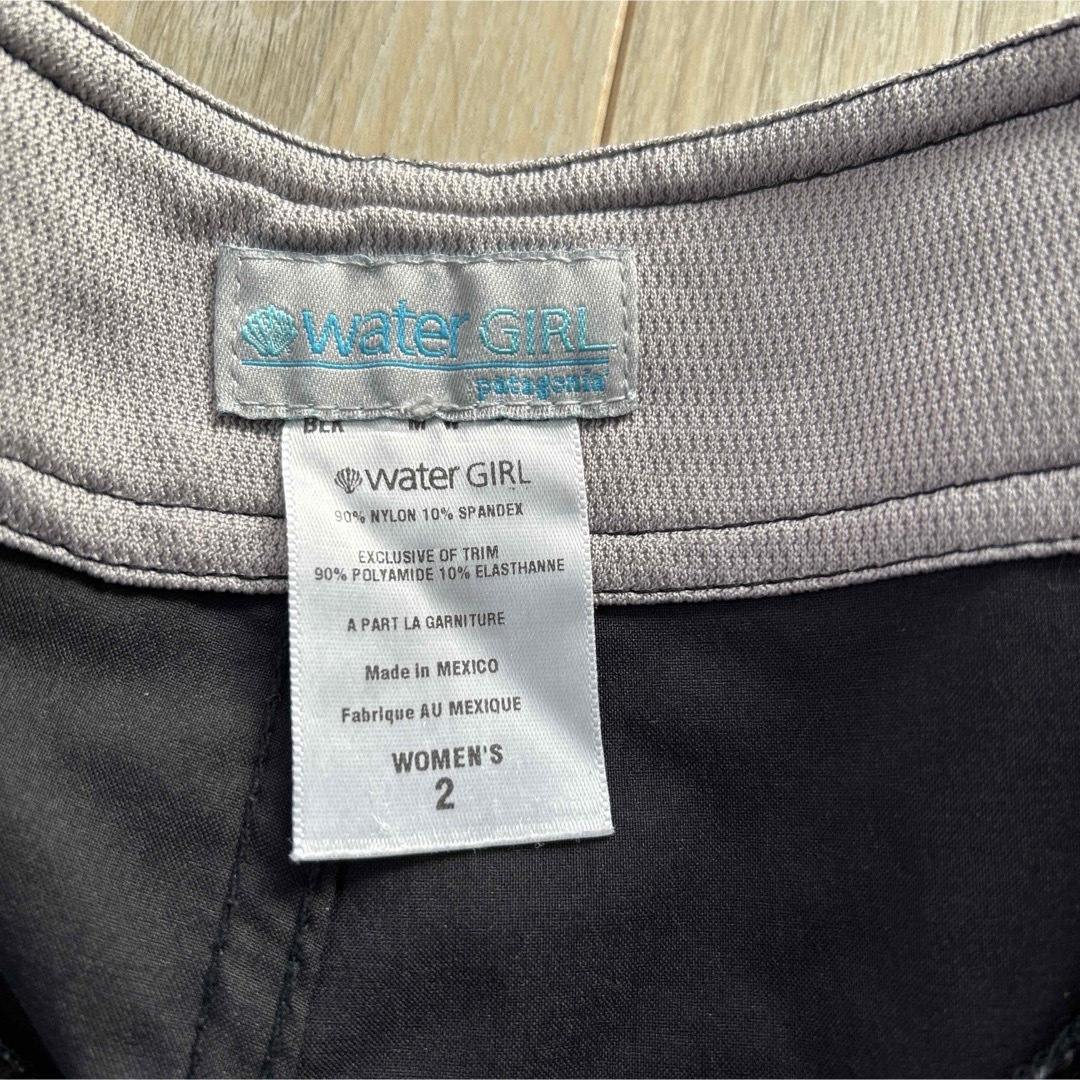 water GIRL
patagonia
BLK M W
water GIRL
90% NYLON 10% SPANDEX
EXCLUSIVE OF TRIM
90% POLYAMIDE 10% ELASTHANNE
A PART LA GARNITURE
Made in MEXICO
Fabrique AU MEXIQUE
WOMEN'S
2